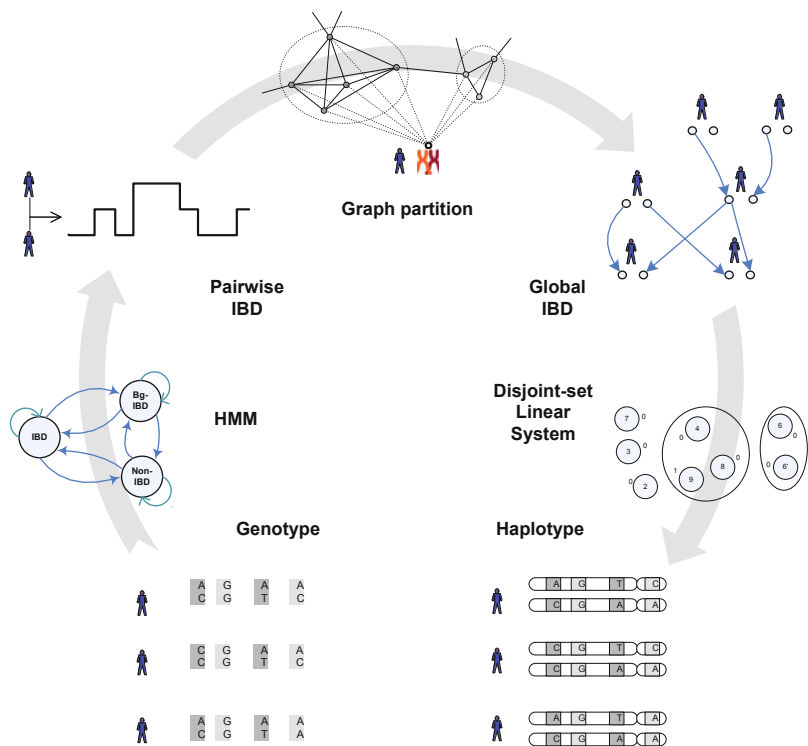 Graph partition
Pairwise
IBD
Global
IBD
Bg-
IBD
IBD
Non-
IBD
HMM
Disjoint-set
Linear
System
7 0
3 0
0 2
4
0
8 0
1
9
6
0
0 6'
Genotype
Haplotype
A G A A
C G T C
A G T C
C G A A
C G A A
C G T C
C G T C
C G A A
A G A A
C G T A
A G T A
C G A A